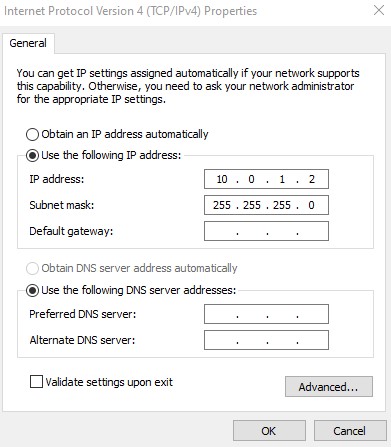 Internet Protocol Version 4 (TCP/IPv4) Properties
General
You can get IP settings assigned automatically if your network supports
this capability. Otherwise, you need to ask your network administrator
for the appropriate IP settings.
Obtain an IP address automatically
Use the following IP address:
IP address: 10 . 0 . 1 . 2
Subnet mask: 255 . 255 . 255 . 0
Default gateway: . . .
Obtain DNS server address automatically
Use the following DNS server addresses:
Preferred DNS server: . . .
Alternate DNS server: . . .
Validate settings upon exit
Advanced...
OK Cancel